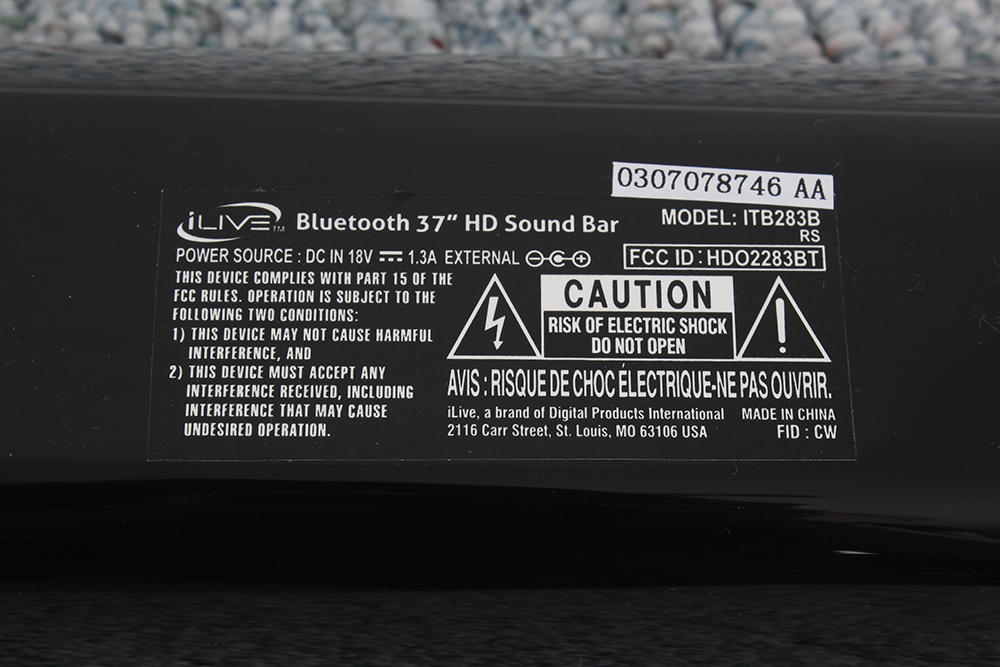 0307078746 AA
iLIVE TM Bluetooth 37" HD Sound Bar
MODEL: ITB283B
RS
POWER SOURCE : DC IN 18V ⎓ 1.3A EXTERNAL
FCC ID : HDO2283BT
THIS DEVICE COMPLIES WITH PART 15 OF THE
FCC RULES. OPERATION IS SUBJECT TO THE
FOLLOWING TWO CONDITIONS:
1) THIS DEVICE MAY NOT CAUSE HARMFUL
INTERFERENCE, AND
2) THIS DEVICE MUST ACCEPT ANY
INTERFERENCE RECEIVED, INCLUDING
INTERFERENCE THAT MAY CAUSE
UNDESIRED OPERATION.
CAUTION
RISK OF ELECTRIC SHOCK
DO NOT OPEN
AVIS : RISQUE DE CHOC ÉLECTRIQUE-NE PAS OUVRIR.
iLive, a brand of Digital Products International
2116 Carr Street, St. Louis, MO 63106 USA
MADE IN CHINA
FID : CW